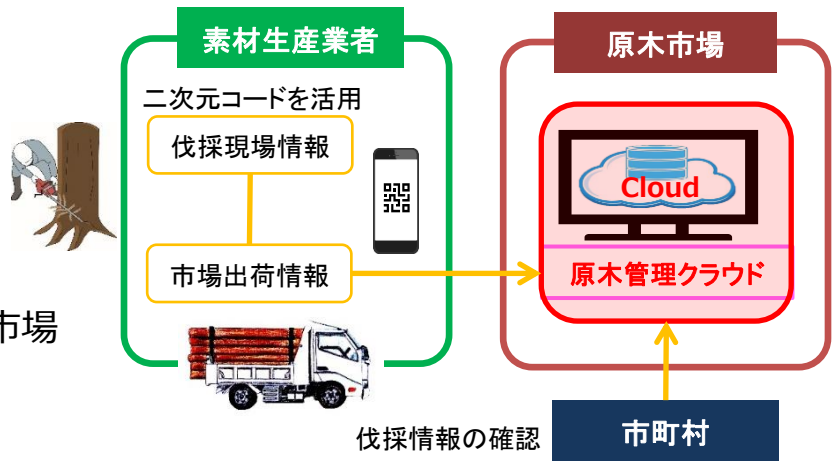 素材生産業者
二次元コードを活用
伐採現場情報
市場出荷情報
市場
原木市場
Cloud
原木管理クラウド
伐採情報の確認
市町村